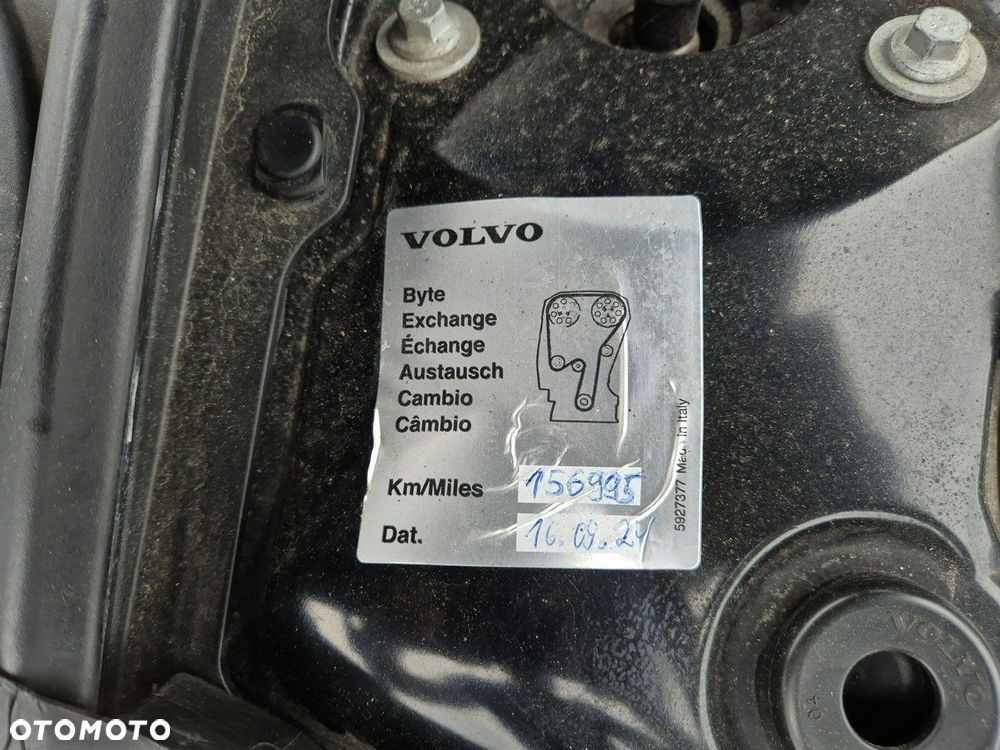 VOLVO
Byte
Exchange
Échange
Austausch
Cambio
Câmbio
Km/Miles 156995
Dat. 16.09.24
5927377 Made in Italy
VOLVO
04
OTOMOTO